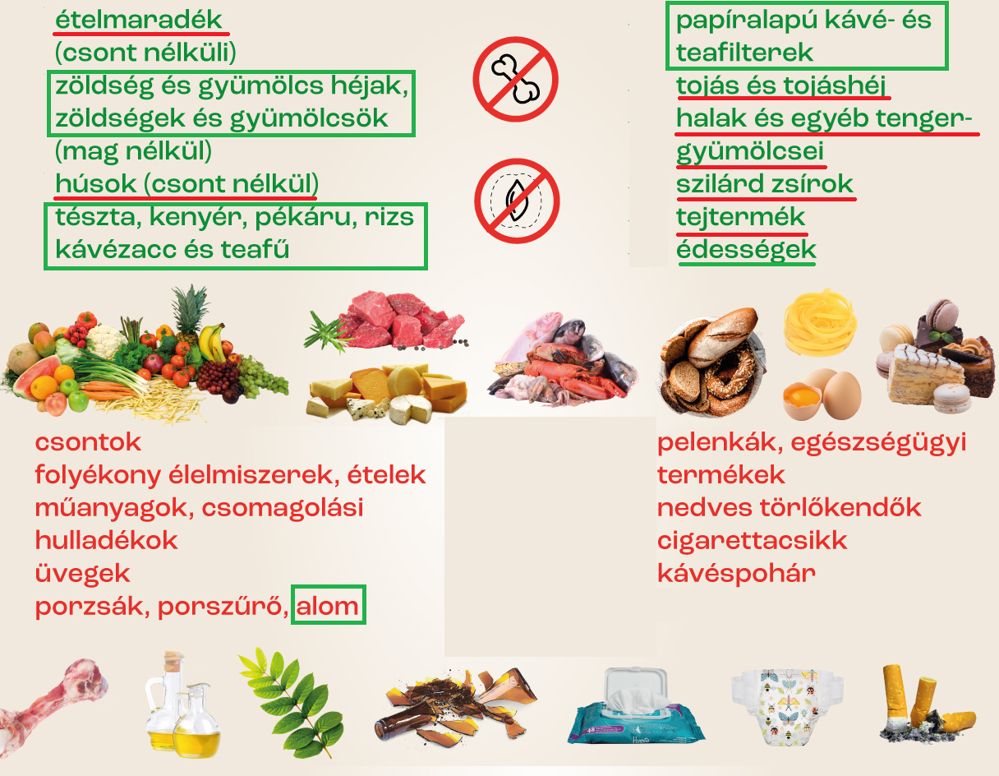 ételmaradék
(csont nélküli)
zöldség és gyümölcs héjak,
zöldségek és gyümölcsök
(mag nélkül)
húsok (csont nélkül)
tészta, kenyér, pékáru, rizs
kávézacc és teafű
papíralapú kávé- és
teafilterek
tojás és tojáshéj
halak és egyéb tenger-
gyümölcsei
szilárd zsírok
tejtermék
édességek
csontok
folyékony élelmiszerek, ételek
műanyagok, csomagolási
hulladékok
üvegek
porzsák, porszűrő, alom
pelenkák, egészségügyi
termékek
nedves törlőkendők
cigarettacsikk
kávéspohár
48